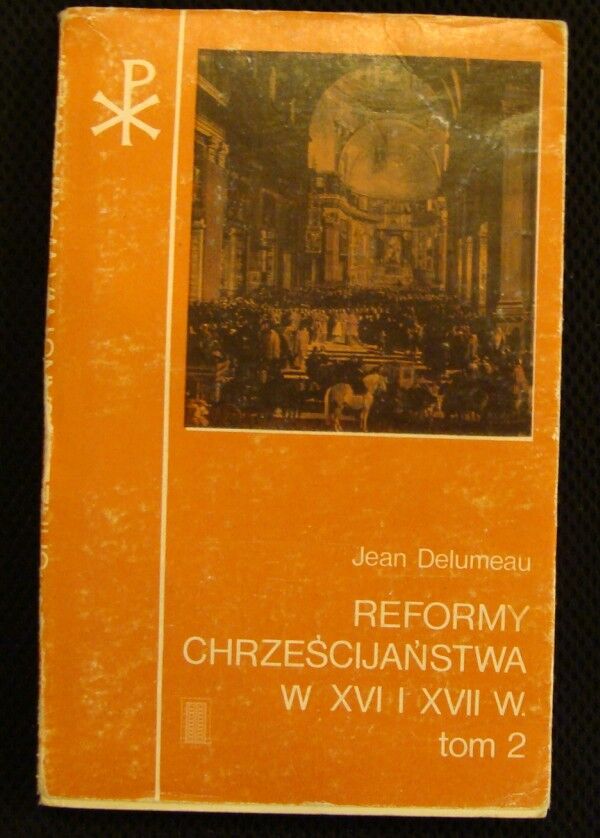 Jean Delumeau
REFORMY
CHRZEŚCIJAŃSTWA
W XVI I XVII W.
tom 2